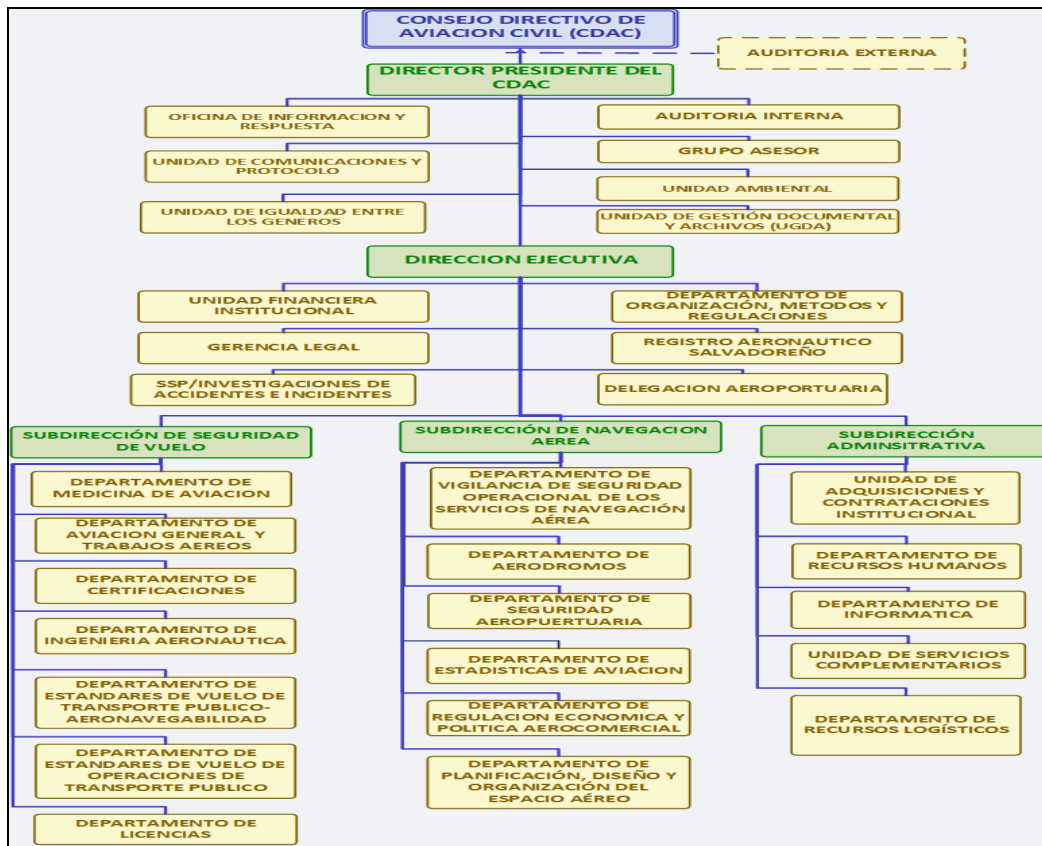 CONSEJO DIRECTIVO DE
AVIACION CIVIL (CDAC)
AUDITORIA EXTERNA
DIRECTOR PRESIDENTE DEL
CDAC
OFICINA DE INFORMACION Y
RESPUESTA
AUDITORIA INTERNA
UNIDAD DE COMUNICACIONES Y
PROTOCOLO
GRUPO ASESOR
UNIDAD AMBIENTAL
UNIDAD DE IGUALDAD ENTRE
LOS GENEROS
UNIDAD DE GESTIÓN DOCUMENTAL
Y ARCHIVOS (UGDA)
DIRECCION EJECUTIVA
UNIDAD FINANCIERA
INSTITUCIONAL
DEPARTAMENTO DE
ORGANIZACIÓN, METODOS Y
REGULACIONES
GERENCIA LEGAL
REGISTRO AERONAUTICO
SALVADOREÑO
SSP/INVESTIGACIONES DE
ACCIDENTES E INCIDENTES
DELEGACION AEROPORTUARIA
SUBDIRECCIÓN DE SEGURIDAD
DE VUELO
DEPARTAMENTO DE
MEDICINA DE AVIACION
DEPARTAMENTO DE
AVIACION GENERAL Y
TRABAJOS AEREOS
DEPARTAMENTO DE
CERTIFICACIONES
DEPARTAMENTO DE
INGENIERIA AERONAUTICA
DEPARTAMENTO DE
ESTANDARES DE VUELO DE
TRANSPORTE PUBLICO-
AERONAVEGABILIDAD
DEPARTAMENTO DE
ESTANDARES DE VUELO DE
OPERACIONES DE
TRANSPORTE PUBLICO
DEPARTAMENTO DE
LICENCIAS
SUBDIRECCIÓN DE NAVEGACION
AEREA
DEPARTAMENTO DE
VIGILANCIA DE SEGURIDAD
OPERACIONAL DE LOS
SERVICIOS DE NAVEGACIÓN
AÉREA
DEPARTAMENTO DE
AERODROMOS
DEPARTAMENTO DE
SEGURIDAD
AEROPUERTUARIA
DEPARTAMENTO DE
ESTADISTICAS DE AVIACION
DEPARTAMENTO DE
REGULACION ECONOMICA Y
POLITICA AEROCOMERCIAL
DEPARTAMENTO DE
PLANIFICACIÓN, DISEÑO Y
ORGANIZACIÓN DEL
ESPACIO AÉREO
SUBDIRECCIÓN
ADMINSITRATIVA
UNIDAD DE
ADQUISICIONES Y
CONTRATACIONES
INSTITUCIONAL
DEPARTAMENTO DE
RECURSOS HUMANOS
DEPARTAMENTO DE
INFORMATICA
UNIDAD DE SERVICIOS
COMPLEMENTARIOS
DEPARTAMENTO DE
RECURSOS LOGÍSTICOS